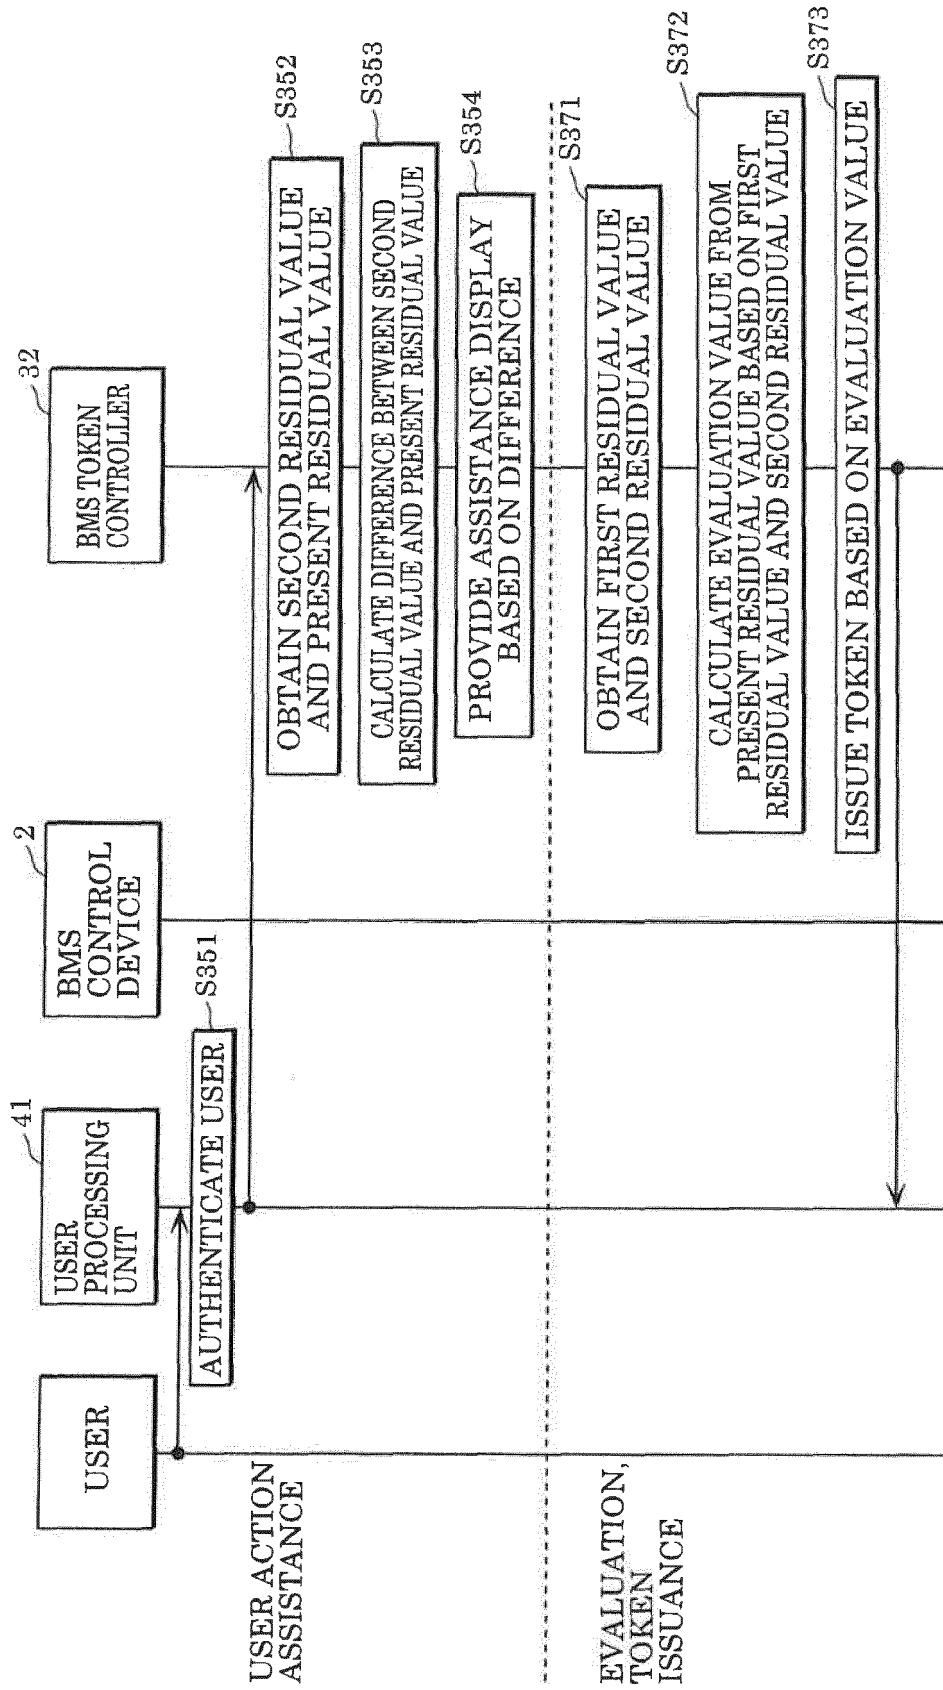 USER
41
USER
PROCESSING
UNIT
2
BMS
CONTROL
DEVICE
32
BMS TOKEN
CONTROLLER
USER ACTION
ASSISTANCE
S351
AUTHENTICATE USER
S352
OBTAIN SECOND RESIDUAL VALUE
AND PRESENT RESIDUAL VALUE
S353
CALCULATE DIFFERENCE BETWEEN SECOND
RESIDUAL VALUE AND PRESENT RESIDUAL VALUE
S354
PROVIDE ASSISTANCE DISPLAY
BASED ON DIFFERENCE
EVALUATION,
TOKEN
ISSUANCE
S371
OBTAIN FIRST RESIDUAL VALUE
AND SECOND RESIDUAL VALUE
S372
CALCULATE EVALUATION VALUE FROM
PRESENT RESIDUAL VALUE BASED ON FIRST
RESIDUAL VALUE AND SECOND RESIDUAL VALUE
S373
ISSUE TOKEN BASED ON EVALUATION VALUE